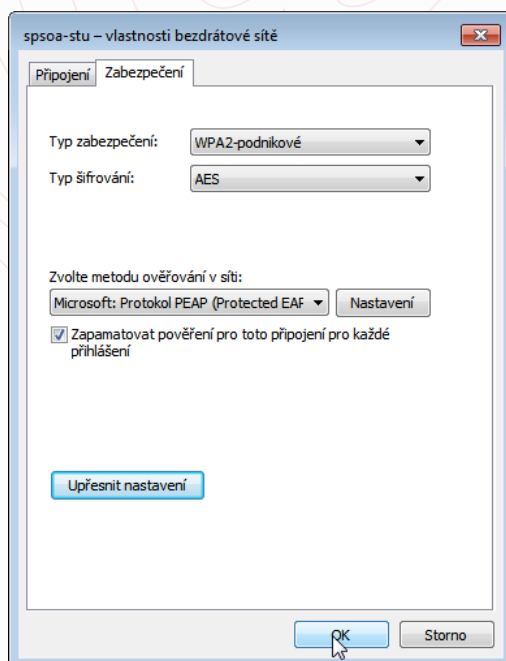 spsoa-stu – vlastnosti bezdrátové sítě
Připojení
Zabezpečení
Typ zabezpečení:
WPA2-podnikové
Typ šifrování:
AES
Zvolte metodu ověřování v síti:
Microsoft: Protokol PEAP (Protected EAP
Nastavení
Zapamatovat pověření pro toto připojení pro každé
přihlášení
Upřesnit nastavení
OK
Storno